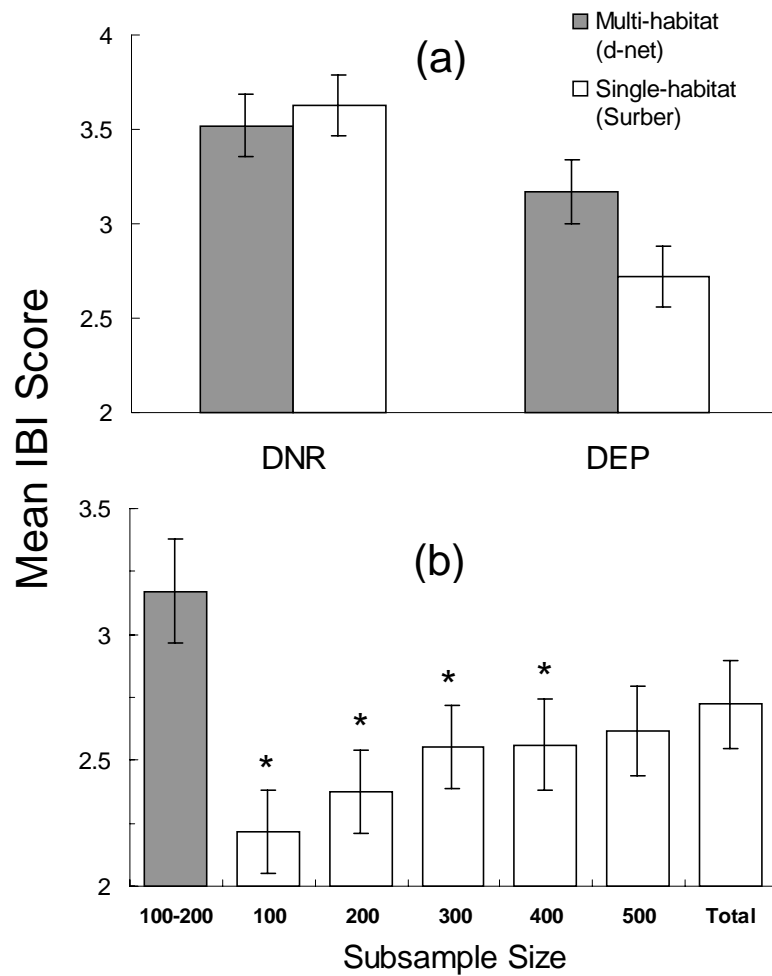 Mean IBI Score
4
3.5
3
2.5
2
(a)
Multi-habitat
(d-net)
Single-habitat
(Surber)
DNR DEP
3.5
3
2.5
2
(b)
* * * *
100-200 100 200 300 400 500 Total
Subsample Size